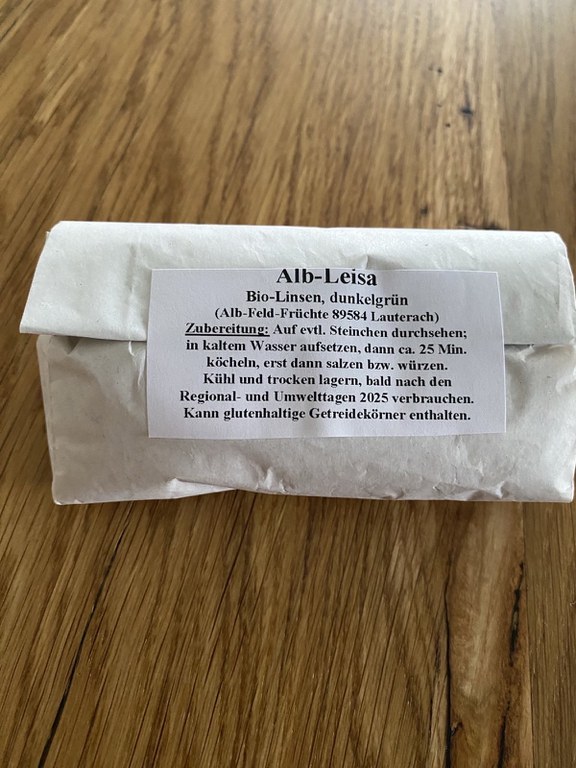 Alb-Leisa
Bio-Linsen, dunkelgrün
(Alb-Feld-Früchte 89584 Lauterach)
Zubereitung: Auf evtl. Steinchen durchsehen;
in kaltem Wasser aufsetzen, dann ca. 25 Min.
köcheln, erst dann salzen bzw. würzen.
Kühl und trocken lagern, bald nach den
Regional- und Umwelttagen 2025 verbrauchen.
Kann glutenhaltige Getreidekörner enthalten.